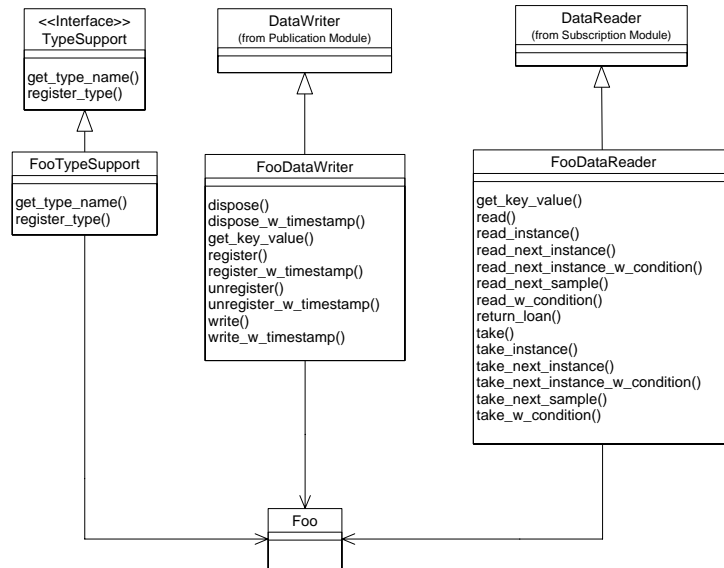 <<Interface>>
TypeSupport
get_type_name()
register_type()
DataWriter
(from Publication Module)
DataReader
(from Subscription Module)
FooTypeSupport
get_type_name()
register_type()
FooDataWriter
dispose()
dispose_w_timestamp()
get_key_value()
register()
register_w_timestamp()
unregister()
unregister_w_timestamp()
write()
write_w_timestamp()
FooDataReader
get_key_value()
read()
read_instance()
read_next_instance()
read_next_instance_w_condition()
read_next_sample()
read_w_condition()
return_loan()
take()
take_instance()
take_next_instance()
take_next_instance_w_condition()
take_next_sample()
take_w_condition()
Foo